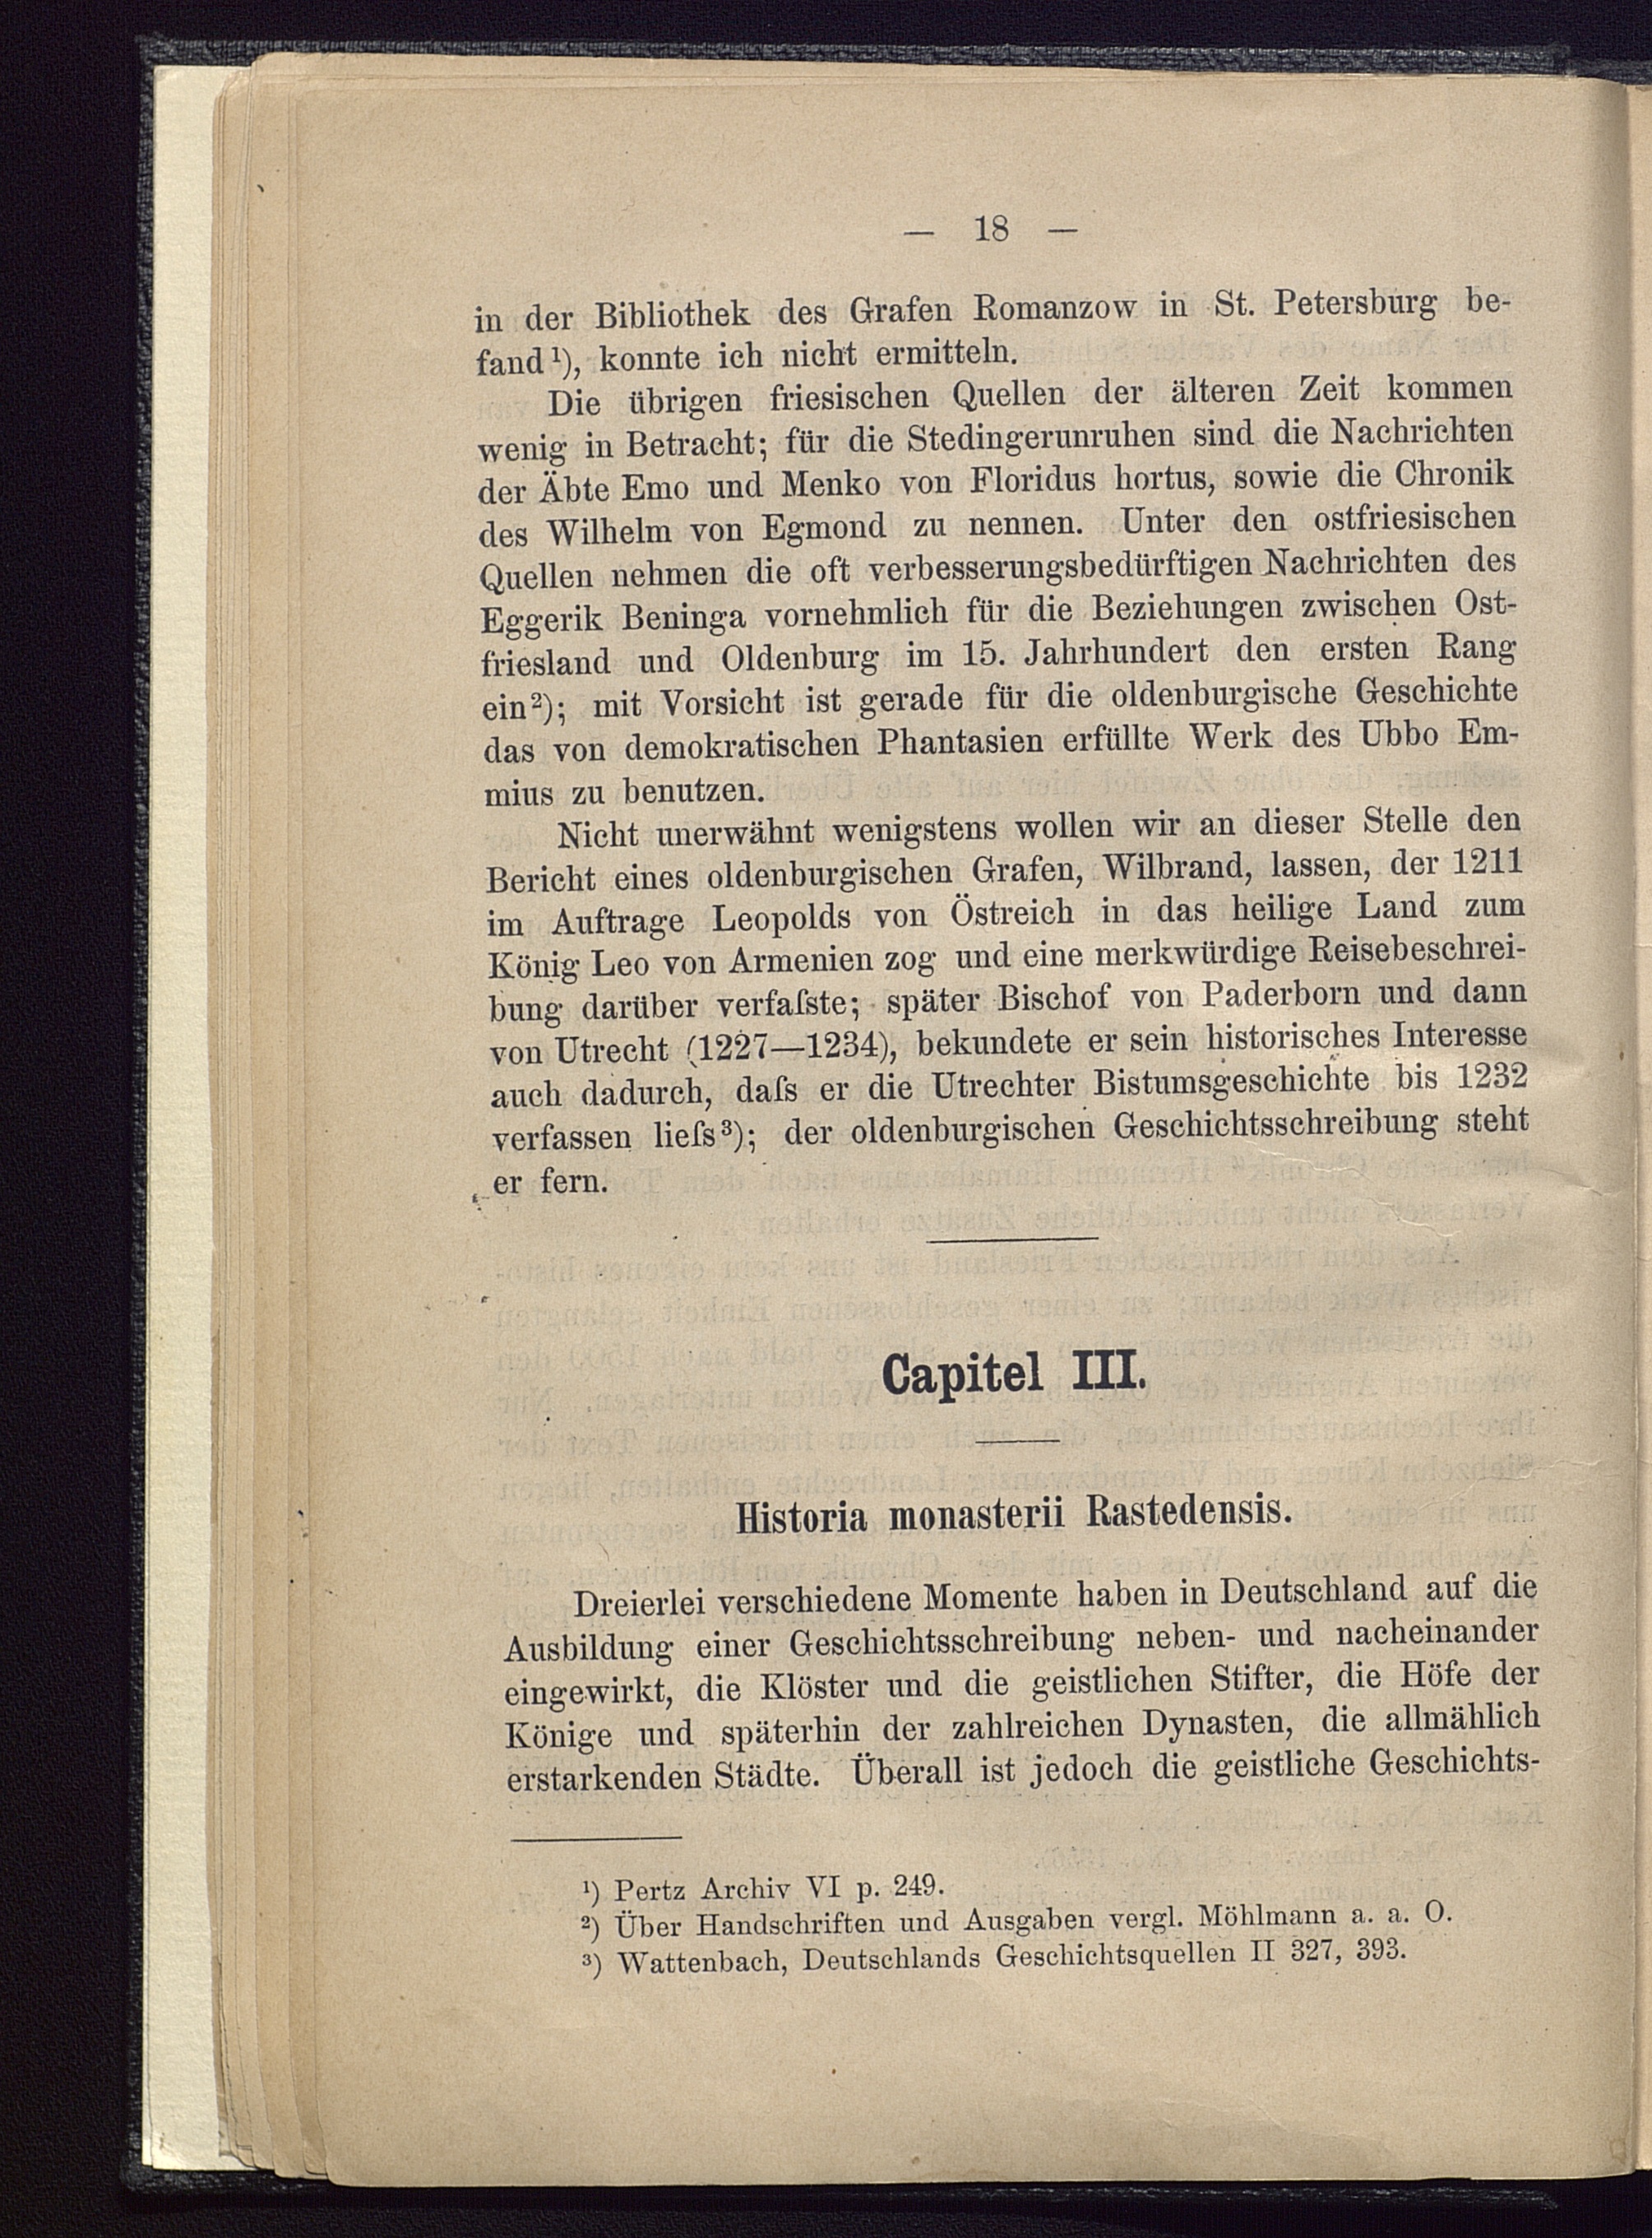 — 18 —
in der Bibliothek des Grafen Romanzow in St. Petersburg be-
fand ¹), konnte ich nicht ermitteln.
Die übrigen friesischen Quellen der älteren Zeit kommen
wenig in Betracht; für die Stedingerunruhen sind die Nachrichten
der Äbte Emo und Menko von Floridus hortus, sowie die Chronik
des Wilhelm von Egmond zu nennen. Unter den ostfriesischen
Quellen nehmen die oft verbesserungsbedürftigen Nachrichten des
Eggerik Beninga vornehmlich für die Beziehungen zwischen Ost-
friesland und Oldenburg im 15. Jahrhundert den ersten Rang
ein²); mit Vorsicht ist gerade für die oldenburgische Geschichte
das von demokratischen Phantasien erfüllte Werk des Ubbo Em-
mius zu benutzen.
Nicht unerwähnt wenigstens wollen wir an dieser Stelle den
Bericht eines oldenburgischen Grafen, Wilbrand, lassen, der 1211
im Auftrage Leopolds von Östreich in das heilige Land zum
König Leo von Armenien zog und eine merkwürdige Reisebeschrei-
bung darüber verfaſste; später Bischof von Paderborn und dann
von Utrecht (1227—1234), bekundete er sein historisches Interesse
auch dadurch, daſs er die Utrechter Bistumsgeschichte bis 1232
verfassen lieſs³); der oldenburgischen Geschichtsschreibung steht
er fern.
Capitel III.
Historia monasterii Rastedensis.
Dreierlei verschiedene Momente haben in Deutschland auf die
Ausbildung einer Geschichtsschreibung neben- und nacheinander
eingewirkt, die Klöster und die geistlichen Stifter, die Höfe der
Könige und späterhin der zahlreichen Dynasten, die allmählich
erstarkenden Städte. Überall ist jedoch die geistliche Geschichts-
¹) Pertz Archiv VI p. 249.
²) Über Handschriften und Ausgaben vergl. Möhlmann a. a. O.
³) Wattenbach, Deutschlands Geschichtsquellen II 327, 393.